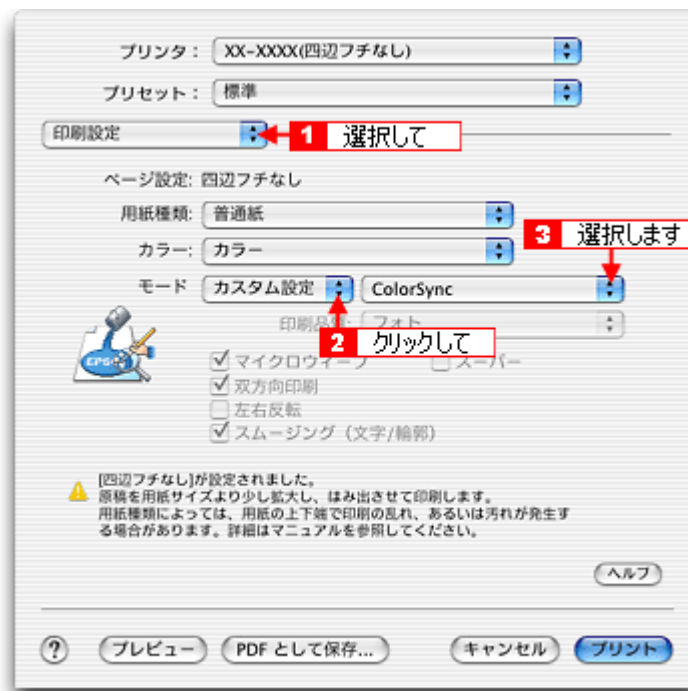 プリンタ： XX-XXXX(四辺フチなし)
プリセット： 標準
印刷設定 1 選択して
ページ設定: 四辺フチなし
用紙種類: 普通紙
3 選択します
カラー: カラー
モード カスタム設定 ColorSync
印刷品質: フォト
2 クリックして
EPS
マイクロウィーブ スーパー
双方向印刷
左右反転
スムージング（文字/輪郭）
[四辺フチなし]が設定されました。
原稿を用紙サイズより少し拡大し、はみ出させて印刷します。
用紙種類によっては、用紙の上下端で印刷の乱れ、あるいは汚れが発生す
る場合があります。詳細はマニュアルを参照してください。
ヘルプ
? プレビュー PDF として保存... キャンセル プリント